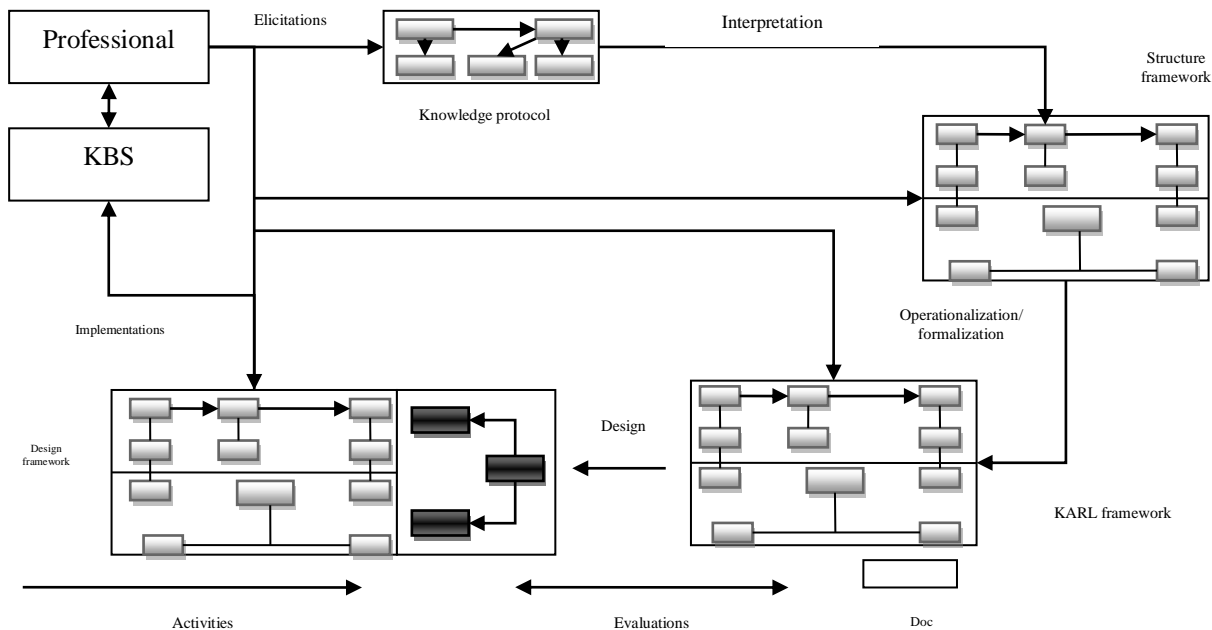 Elicitations
Interpretation
Professional
Structure
framework
Knowledge protocol
KBS
Operationalization/
formalization
Implementations
Design
Design
framework
KARL framework
Activities
Evaluations
Doc